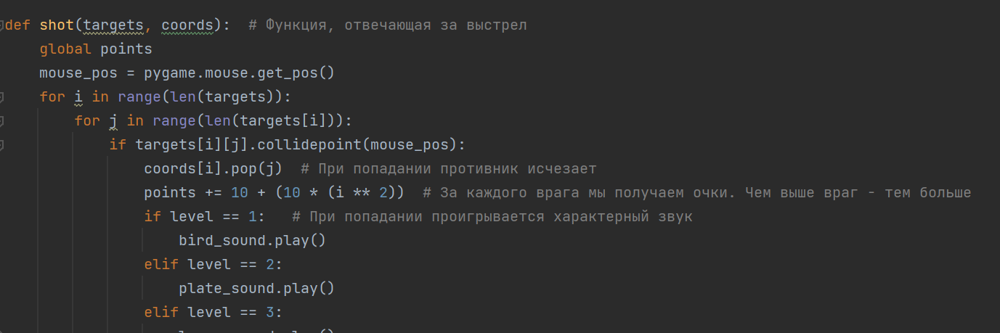 def shot(targets, coords):  # Функция, отвечающая за выстрел
    global points
    mouse_pos = pygame.mouse.get_pos()
    for i in range(len(targets)):
        for j in range(len(targets[i])):
            if targets[i][j].collidepoint(mouse_pos):
                coords[i].pop(j)  # При попадании противник исчезает
                points += 10 + (10 * (i ** 2))  # За каждого врага мы получаем очки. Чем выше враг - тем больше
                if level == 1:   # При попадании проигрывается характерный звук
                    bird_sound.play()
                elif level == 2:
                    plate_sound.play()
                elif level == 3: